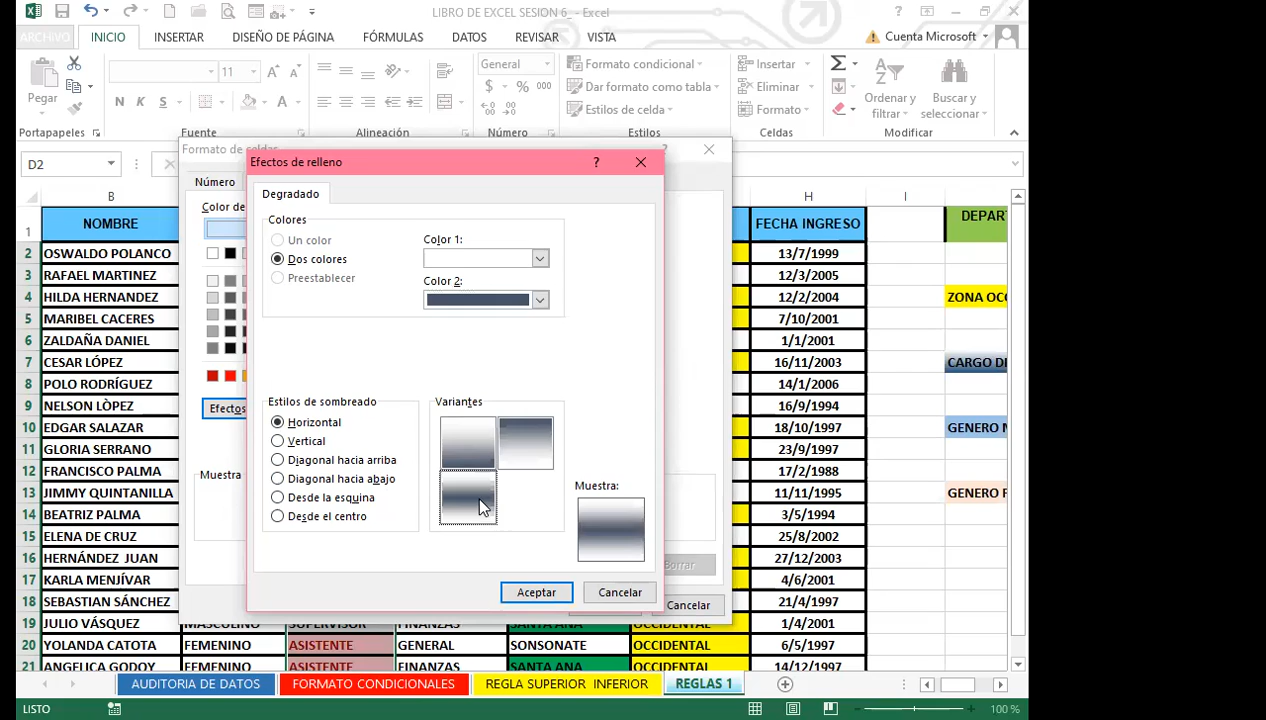 LIBRO DE EXCEL SESION 6_ - Excel
ARCHIVO INICIO INSERTAR DISEÑO DE PÁGINA FÓRMULAS DATOS REVISAR VISTA Cuenta Microsoft
Pegar
11
N K S
General
$ % 000
Formato condicional
Dar formato como tabla
Estilos de celda
Insertar
Eliminar
Formato
Ordenar y filtrar
Buscar y seleccionar
Portapapeles Fuente Alineación Número Estilos Celdas Modificar
D2
Formato de celdas
Número
Color de
Efectos
Muestra
Borrar
Cancelar
Efectos de relleno
Degradado
Colores
Un color
Dos colores
Preestablecer
Color 1:
Color 2:
Estilos de sombreado
Horizontal
Vertical
Diagonal hacia arriba
Diagonal hacia abajo
Desde la esquina
Desde el centro
Variantes
Muestra:
Aceptar Cancelar
B H I
1 NOMBRE FECHA INGRESO DEPAR
2 OSWALDO POLANCO 13/7/1999
3 RAFAEL MARTINEZ 12/3/2005
4 HILDA HERNANDEZ 12/2/2004 ZONA OC
5 MARIBEL CACERES 7/10/2001
6 ZALDAÑA DANIEL 1/1/2001
7 CESAR LÓPEZ 16/11/2003 CARGO D
8 POLO RODRÍGUEZ 14/1/2006
9 NELSON LÒPEZ 16/9/1994
10 EDGAR SALAZAR 18/10/1997 GENERO
11 GLORIA SERRANO 23/9/1997
12 FRANCISCO PALMA 17/2/1988
13 JIMMY QUINTANILLA 11/11/1995 GENERO F
14 BEATRIZ PALMA 3/5/1994
15 ELENA DE CRUZ 25/8/2002
16 HERNÁNDEZ JUAN 27/12/2003
17 KARLA MENJÍVAR 4/6/2001
18 SEBASTIAN SÁNCHEZ 21/4/1997
19 JULIO VÁSQUEZ MASCULINO SUPERVISOR FINANZAS SANTA ANA OCCIDENTAL 1/4/2001
20 YOLANDA CATOTA FEMENINO ASISTENTE GENERAL SONSONATE OCCIDENTAL 6/5/1997
21 ANGELICA GODOY FEMENINO ASISTENTE FINANZAS SANTA ANA OCCIDENTAL 14/12/1997
AUDITORIA DE DATOS FORMATO CONDICIONALES REGLA SUPERIOR INFERIOR REGLAS 1
LISTO 100 %